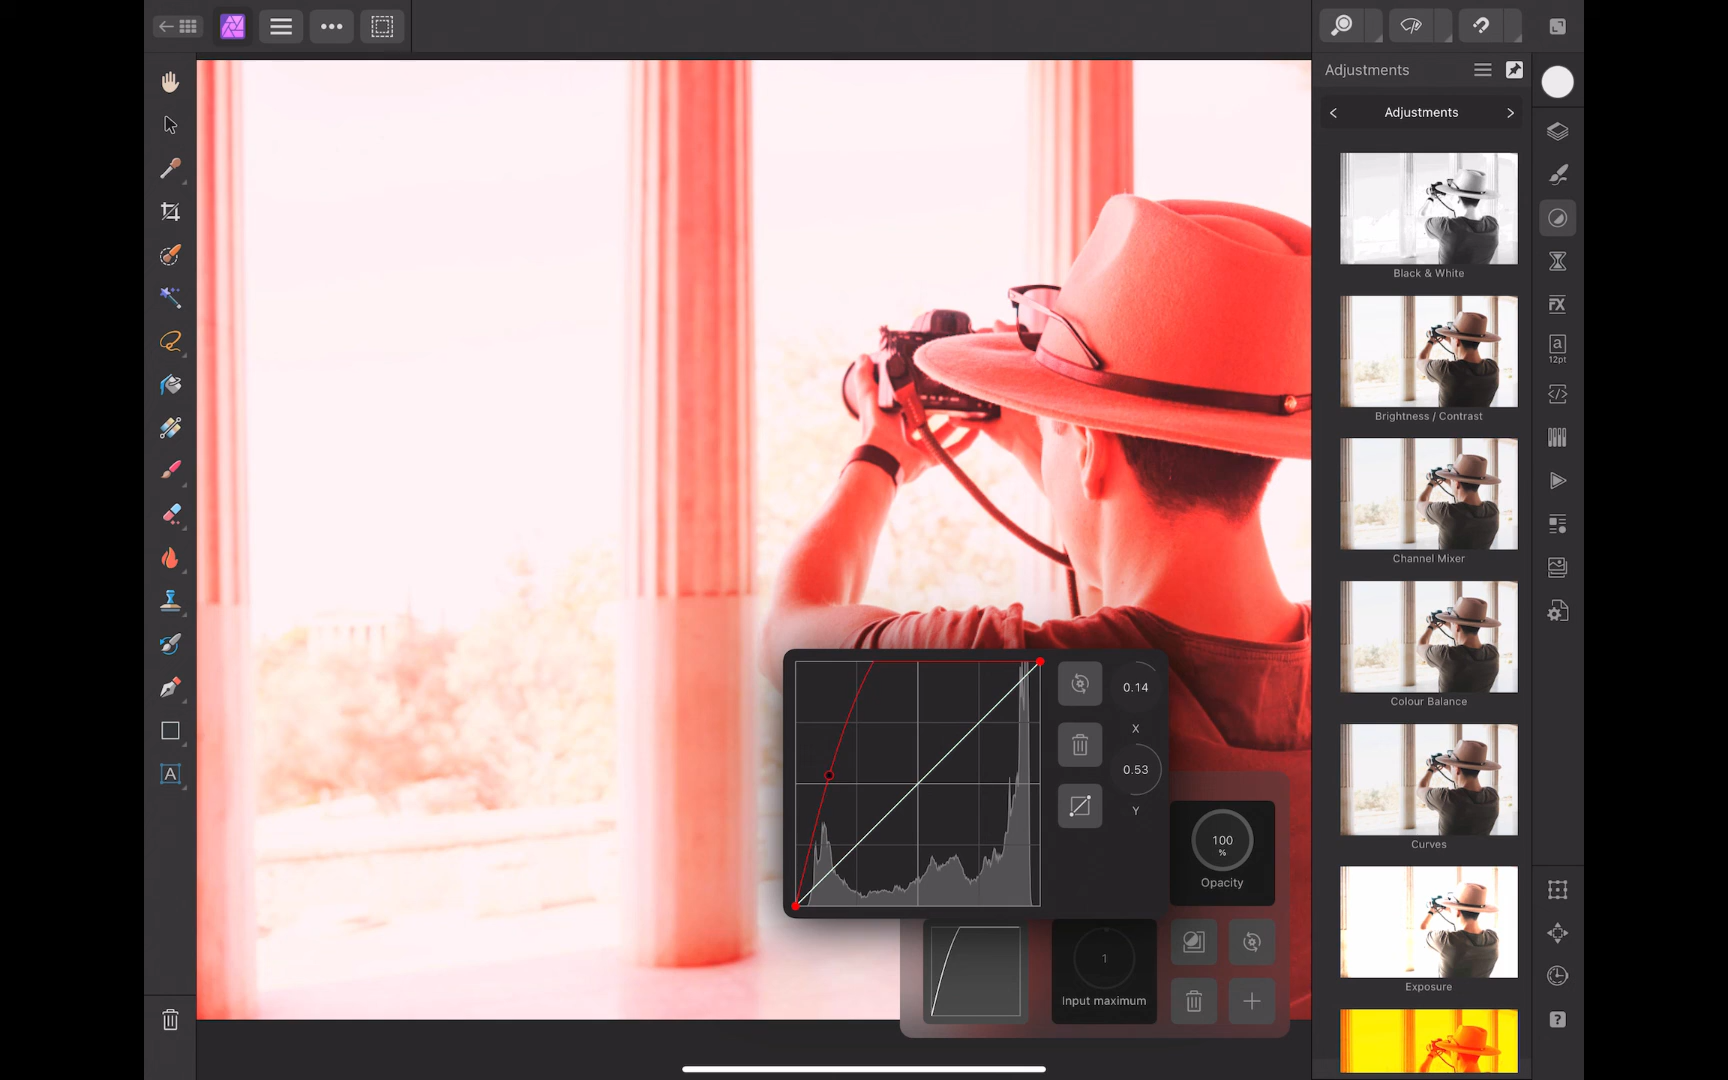 Adjustments
Adjustments
Black & White
Brightness / Contrast
Channel Mixer
Colour Balance
Curves
Exposure
FX
a
12pt
A
0.14
X
0.53
Y
100
%
Opacity
1
Input maximum
?